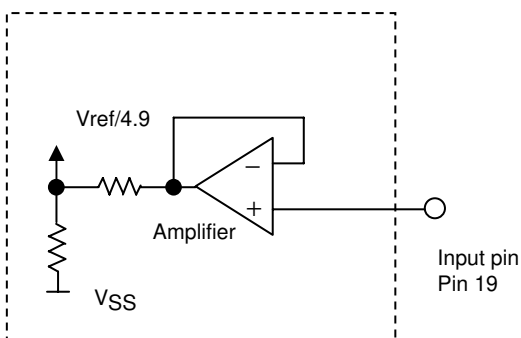 Vref/4.9
−
+
Amplifier
Input pin
Pin 19
VSS